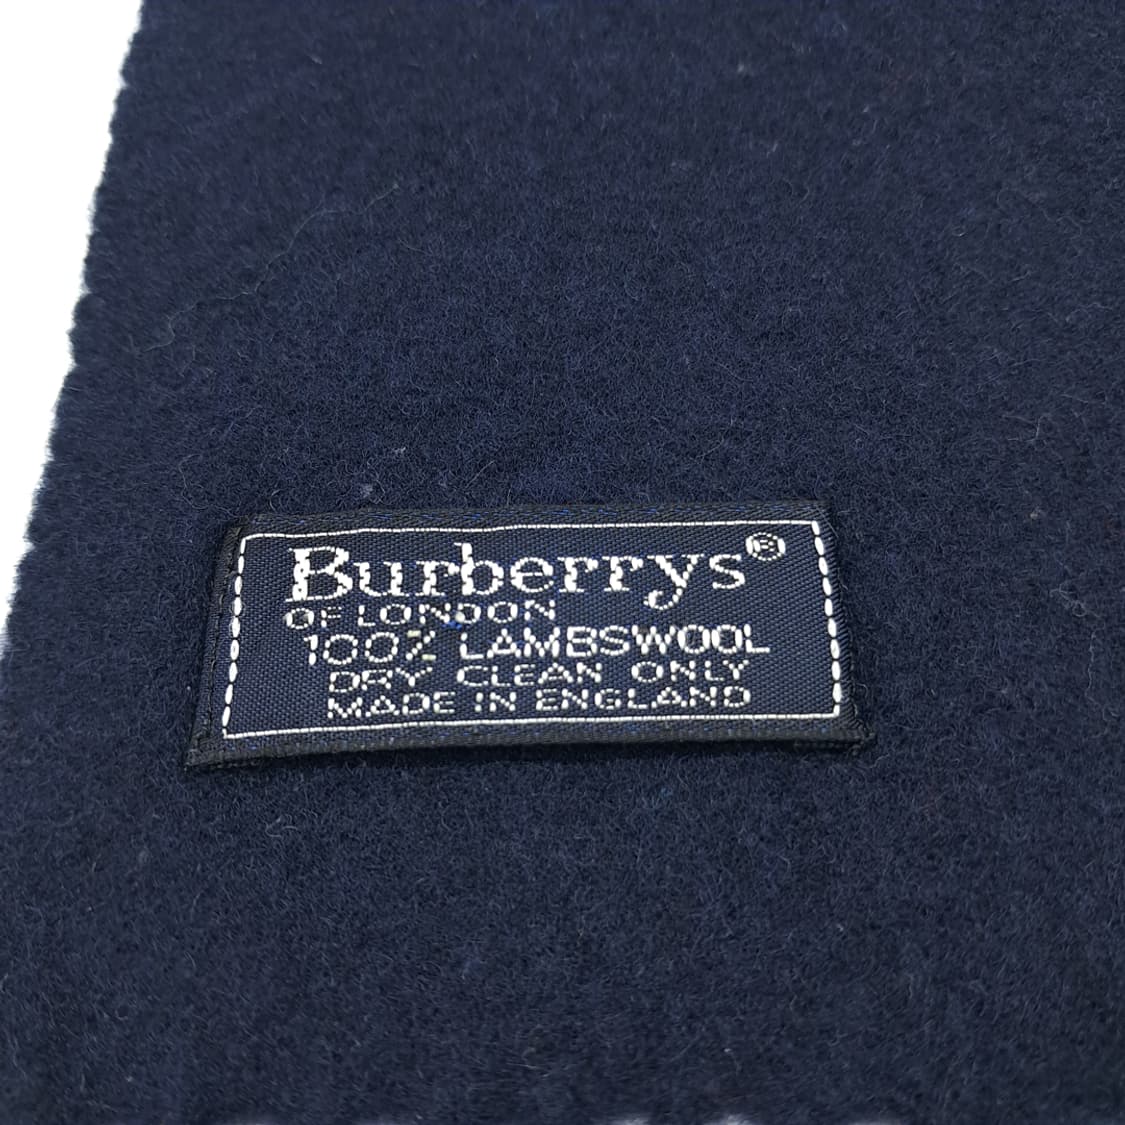 Burberrys®
OF LONDON
100% LAMBSWOOL
DRY CLEAN ONLY
MADE IN ENGLAND